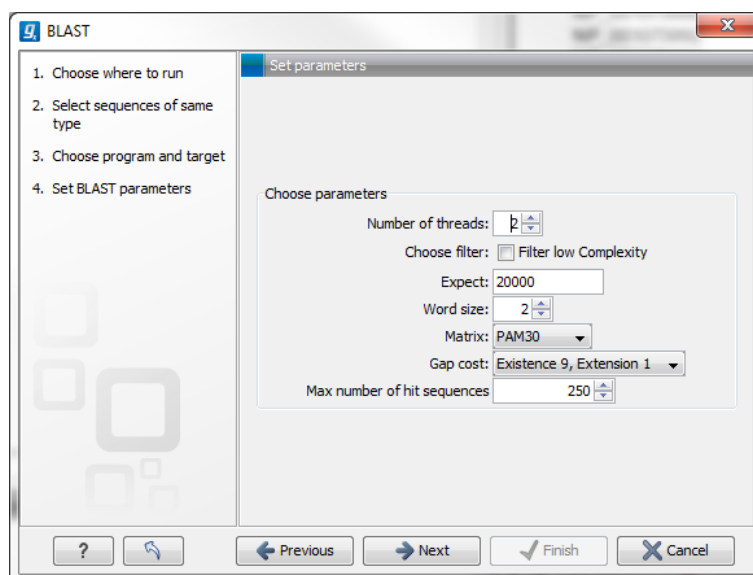 BLAST
1. Choose where to run
2. Select sequences of same
type
3. Choose program and target
4. Set BLAST parameters
Set parameters
Choose parameters
Number of threads: 2
Choose filter: Filter low Complexity
Expect: 20000
Word size: 2
Matrix: PAM30
Gap cost: Existence 9, Extension 1
Max number of hit sequences 250
?
Previous
Next
Finish
Cancel